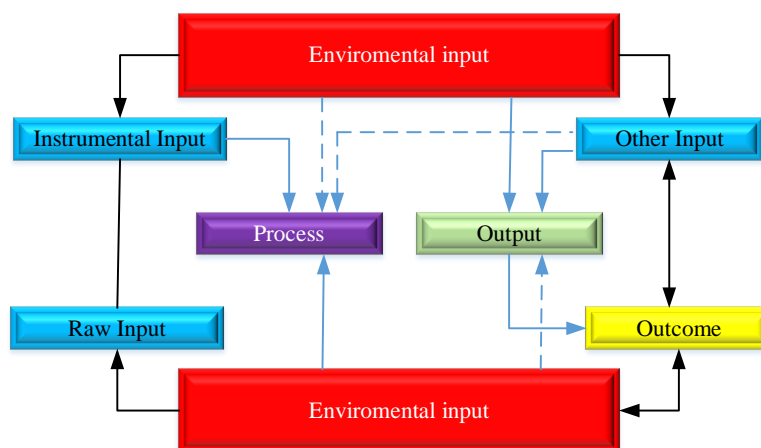 Enviromental input
Instrumental Input
Other Input
Process
Output
Raw Input
Outcome
Enviromental input